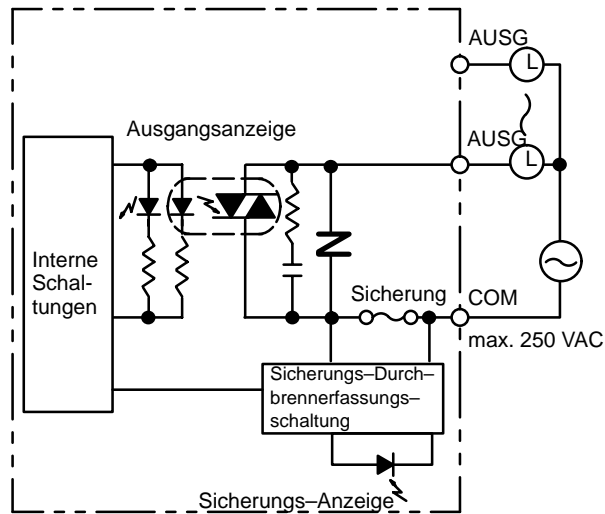 AUSG
L
Ausgangsanzeige
AUSG
L
Interne
Schal-
tungen
Sicherung
COM
max. 250 VAC
Sicherungs–Durch–
brennerfassungs–
schaltung
Sicherungs–Anzeige